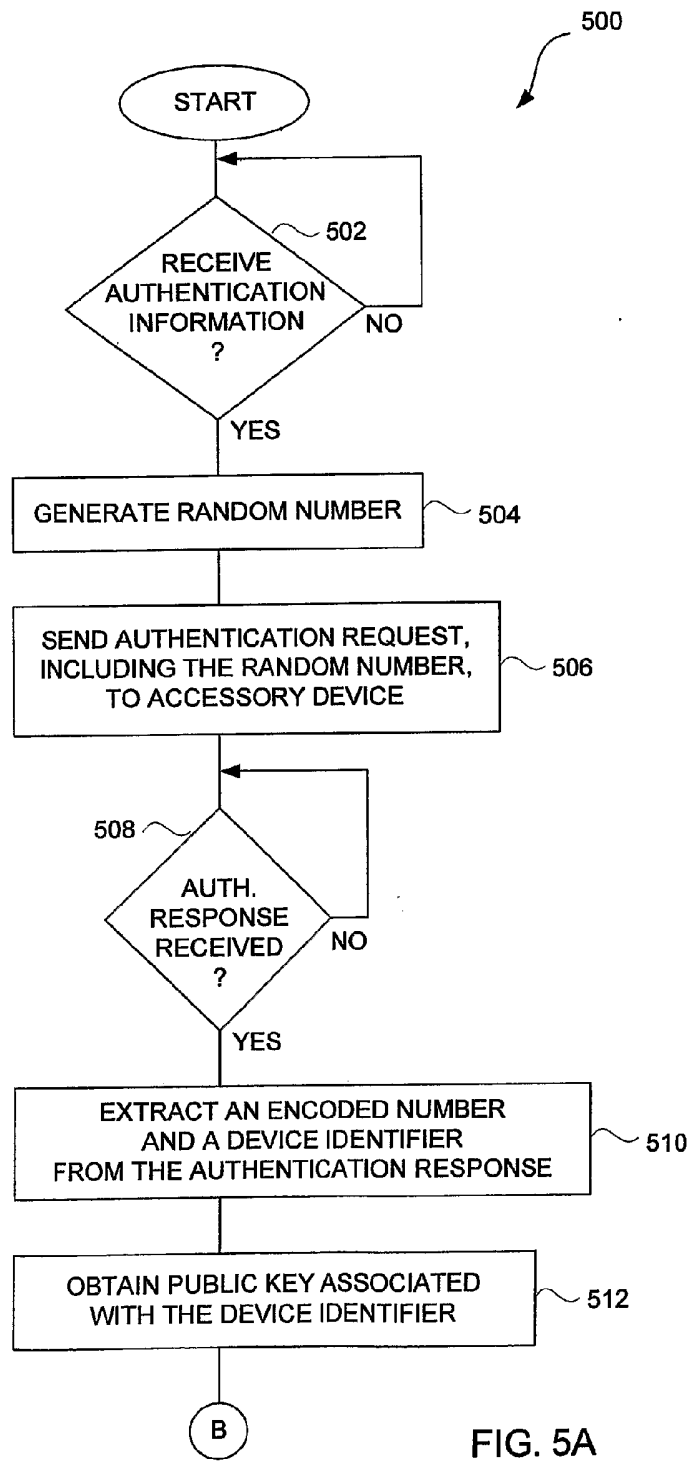 500
START
502
RECEIVE
AUTHENTICATION
INFORMATION
?
NO
YES
GENERATE RANDOM NUMBER
504
SEND AUTHENTICATION REQUEST,
INCLUDING THE RANDOM NUMBER,
TO ACCESSORY DEVICE
506
508
AUTH.
RESPONSE
RECEIVED
?
NO
YES
EXTRACT AN ENCODED NUMBER
AND A DEVICE IDENTIFIER
FROM THE AUTHENTICATION RESPONSE
510
OBTAIN PUBLIC KEY ASSOCIATED
WITH THE DEVICE IDENTIFIER
512
B
FIG. 5A